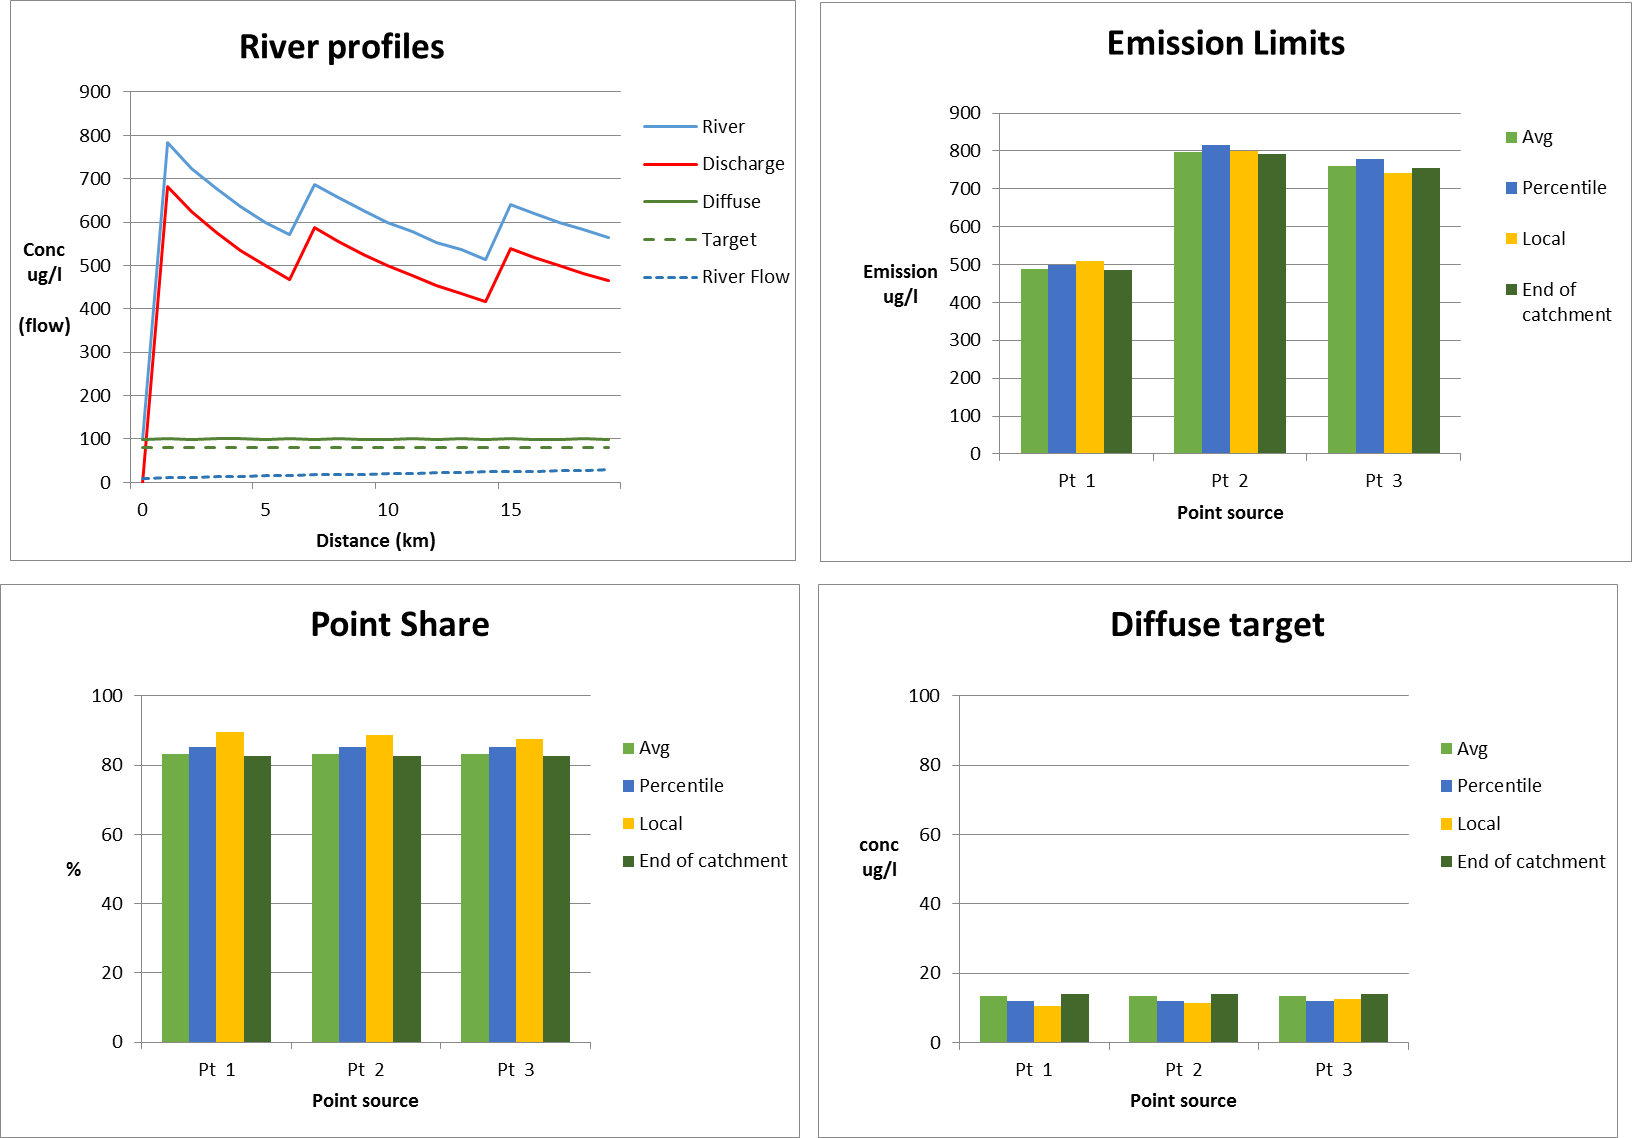 River profiles
900
800
700
600
500
400
300
200
100
0
Conc
ug/l
(flow)
0 5 10 15
Distance (km)
River
Discharge
Diffuse
Target
River Flow
Emission Limits
900
800
700
600
500
400
300
200
100
0
Emission
ug/l
Pt 1 Pt 2 Pt 3
Point source
Avg
Percentile
Local
End of
catchment
Point Share
100
80
60
40
20
0
%
Pt 1 Pt 2 Pt 3
Point source
Avg
Percentile
Local
End of catchment
Diffuse target
100
80
60
40
20
0
conc
ug/l
Pt 1 Pt 2 Pt 3
Point source
Avg
Percentile
Local
End of catchment